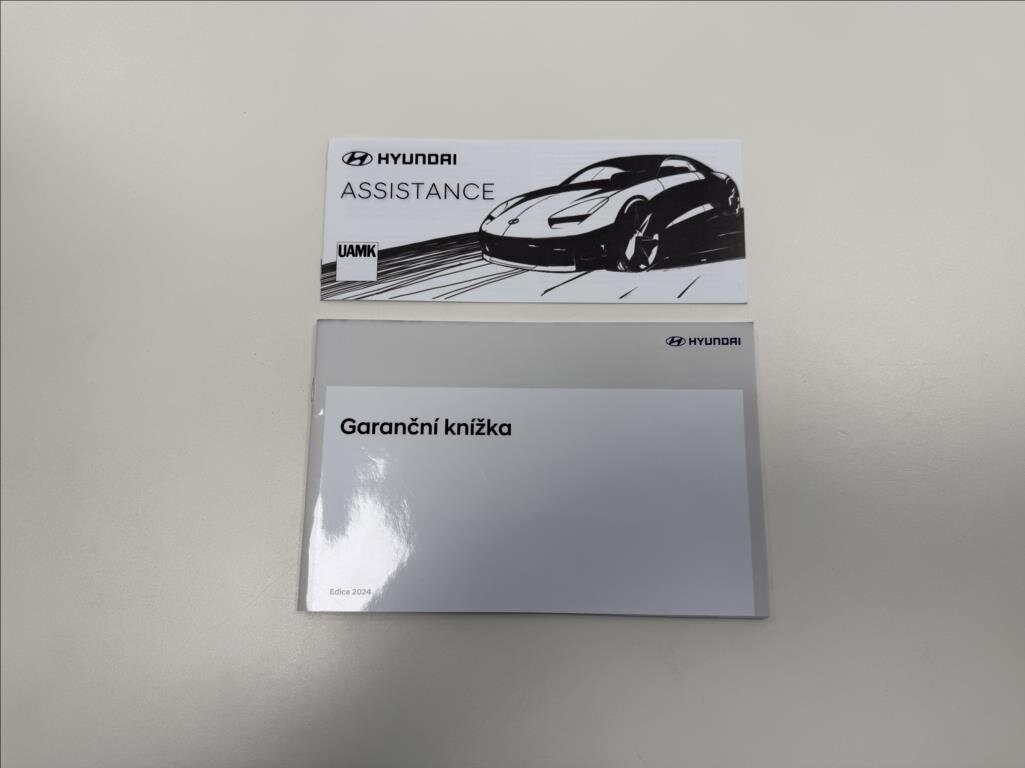 HYUNDAI
ASSISTANCE
UAMK
HYUNDAI
Garanční knížka
Edice 2024